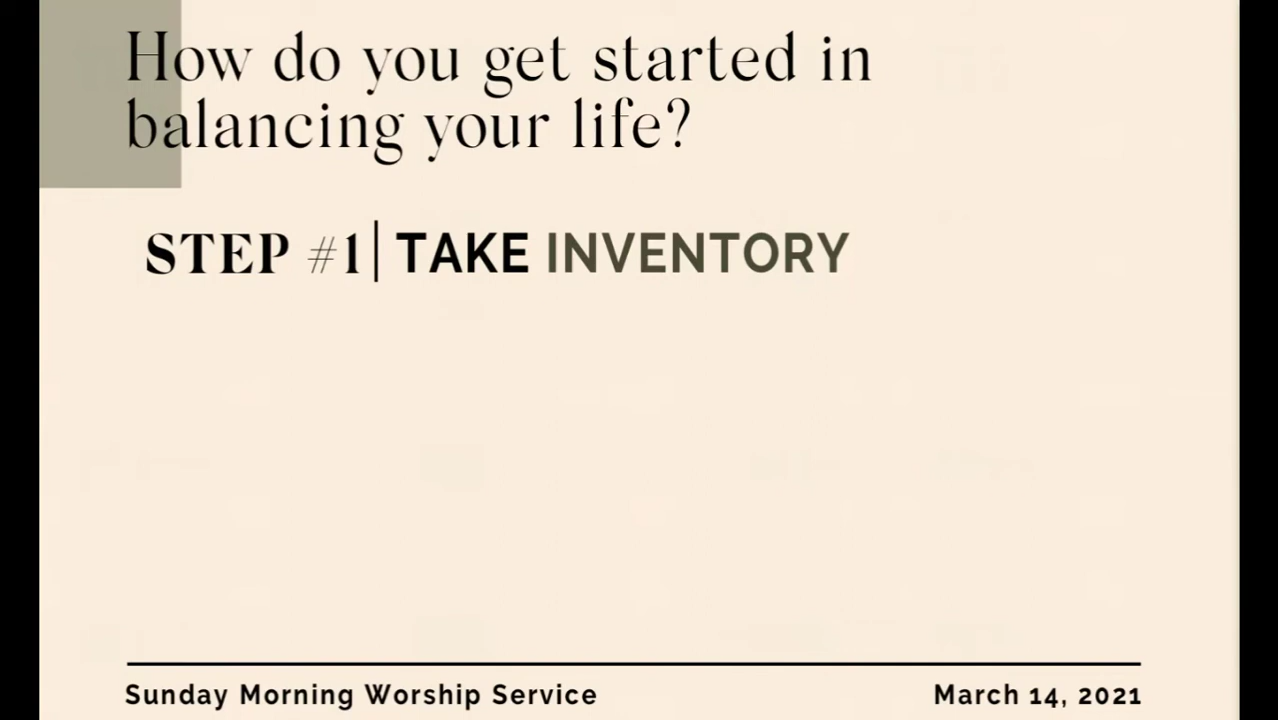 How do you get started in
balancing your life?
STEP #1| TAKE INVENTORY
Sunday Morning Worship Service
March 14, 2021